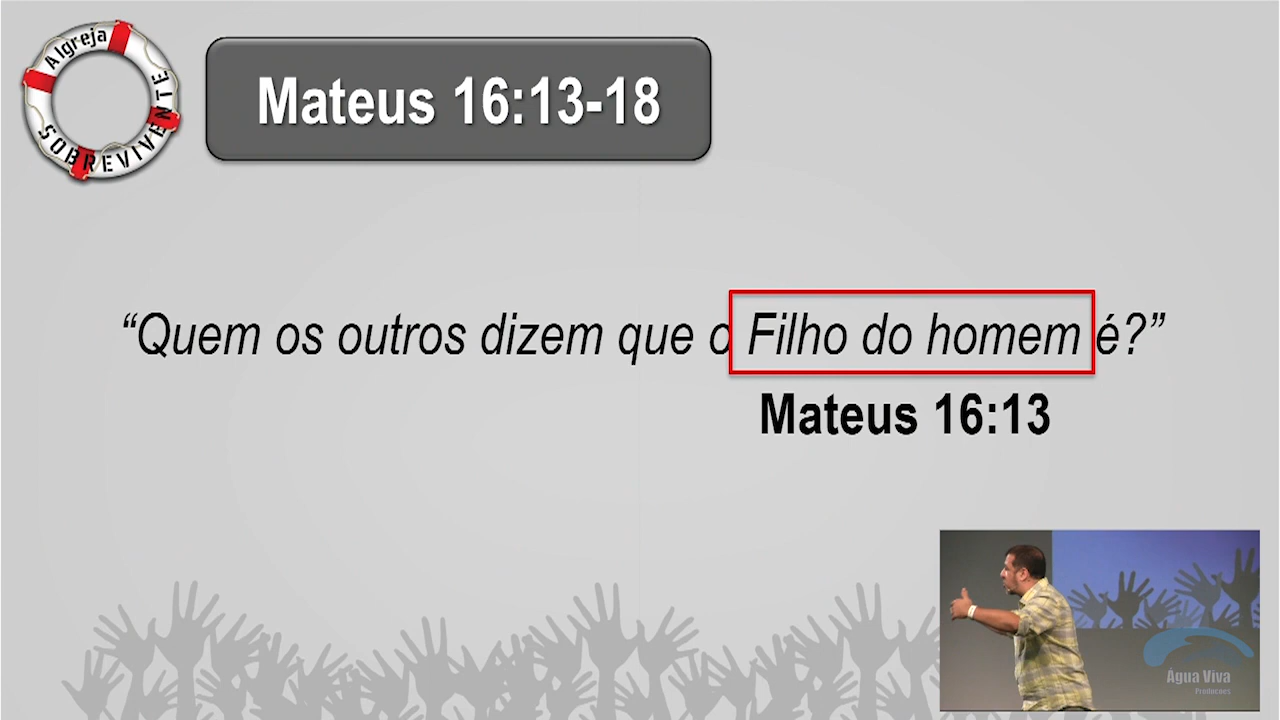 A Igreja
SOBREVIVENTE
Mateus 16:13-18
“Quem os outros dizem que o Filho do homem é?”
Mateus 16:13
Água Viva
Produções